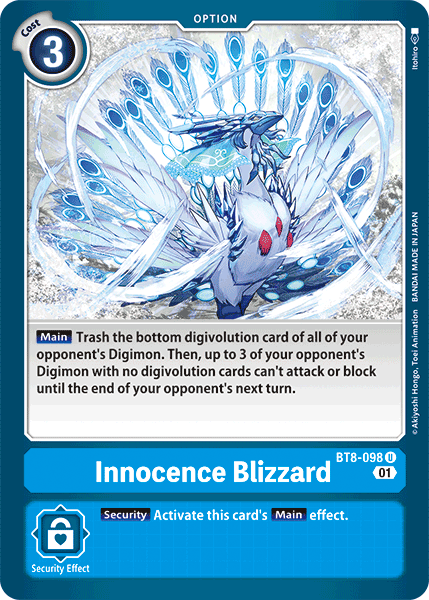 OPTION
Cost
3
Itohiro
Main Trash the bottom digivolution card of all of your
opponent's Digimon. Then, up to 3 of your opponent's
Digimon with no digivolution cards can't attack or block
until the end of your opponent's next turn.
©Akiyoshi Hongo, Toei Animation BANDAI MADE IN JAPAN
Innocence Blizzard
BT8-098 U
01
Security Activate this card's Main effect.
Security Effect